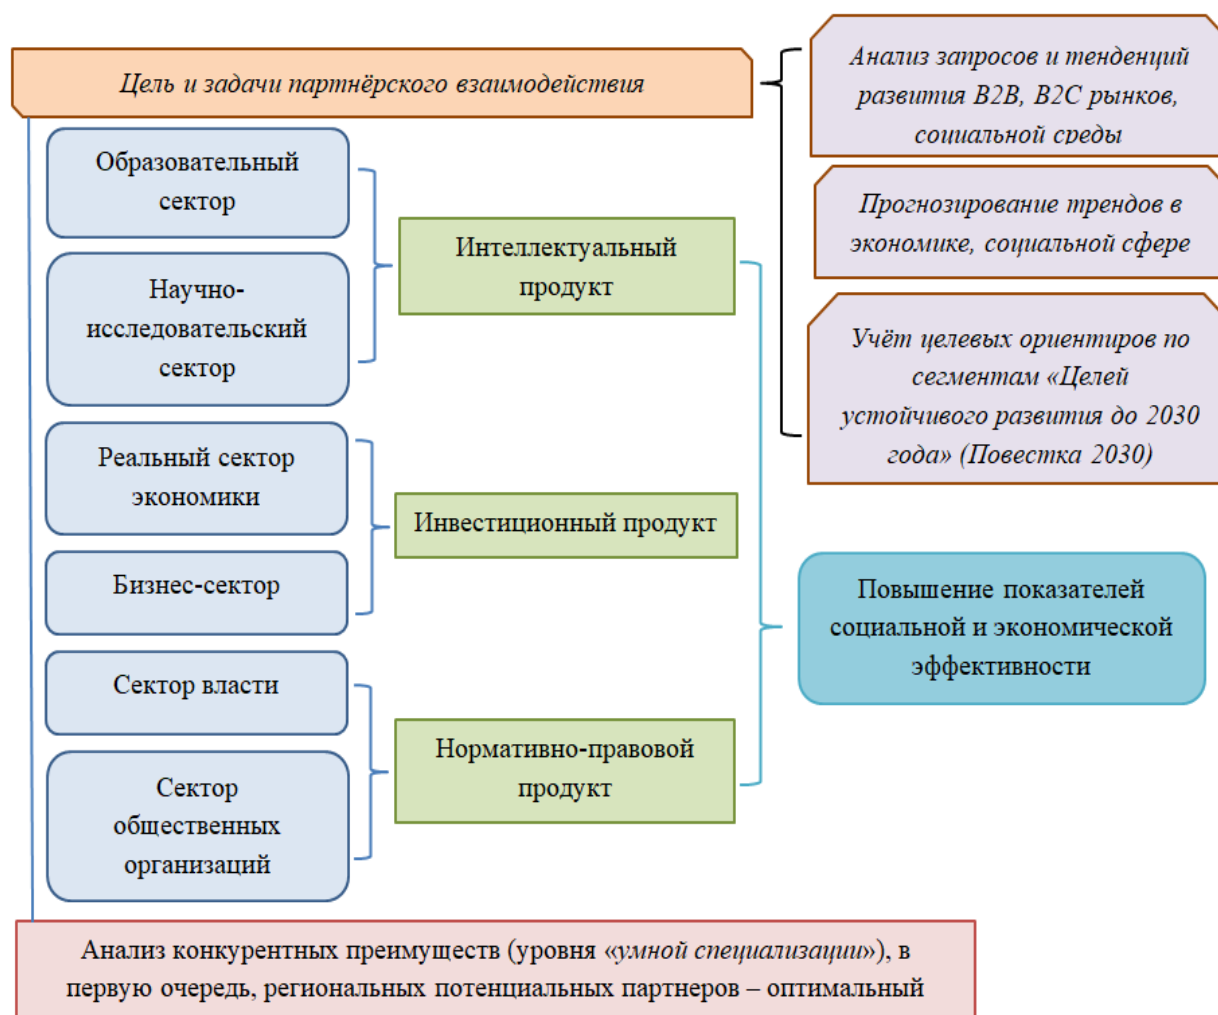 Цель и задачи партнёрского взаимодействия
Анализ запросов и тенденций
развития B2B, B2C рынков,
социальной среды
Прогнозирование трендов в
экономике, социальной сфере
Учёт целевых ориентиров по
сегментам «Целей
устойчивого развития до 2030
года» (Повестка 2030)
Образовательный
сектор
Научно-
исследовательский
сектор
Интеллектуальный
продукт
Реальный сектор
экономики
Бизнес-сектор
Инвестиционный продукт
Сектор власти
Сектор
общественных
организаций
Нормативно-правовой
продукт
Повышение показателей
социальной и экономической
эффективности
Анализ конкурентных преимуществ (уровня «умной специализации»), в
первую очередь, региональных потенциальных партнеров – оптимальный